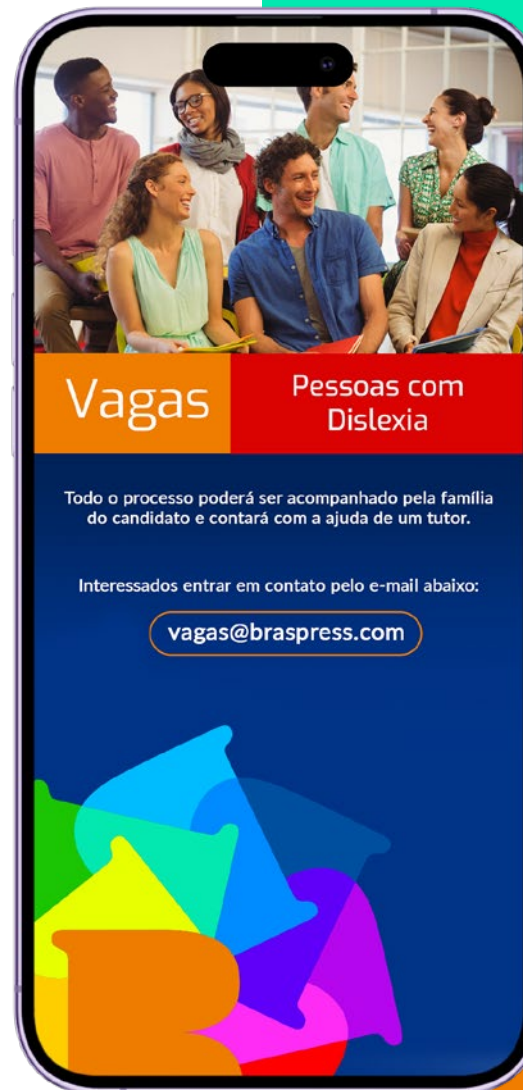 Vagas
Pessoas com
Dislexia
Todo o processo poderá ser acompanhado pela família
do candidato e contará com a ajuda de um tutor.
Interessados entrar em contato pelo e-mail abaixo:
vagas@braspress.com